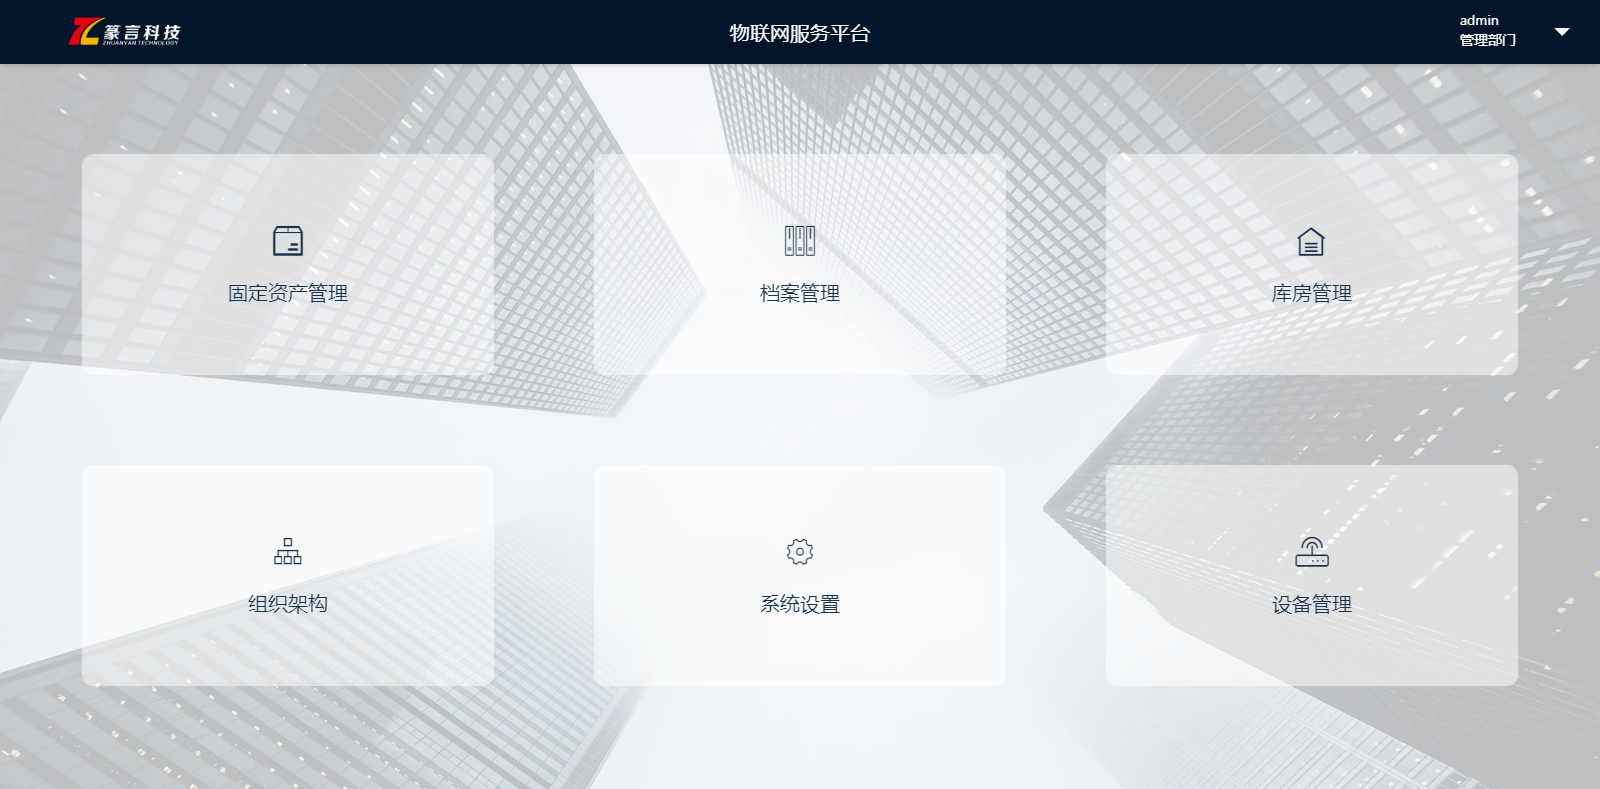 篆言科技
ZHUANYAN TECHNOLOGY
物联网服务平台
admin
管理部门
固定资产管理
档案管理
库房管理
组织架构
系统设置
设备管理